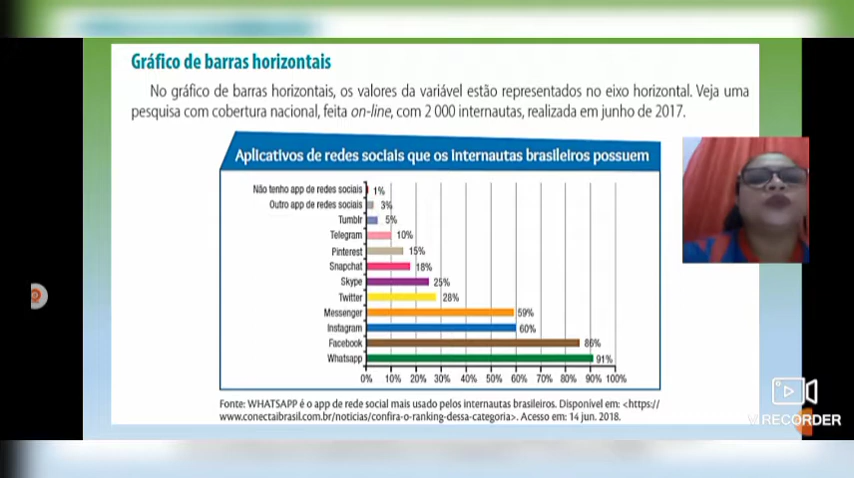 Gráfico de barras horizontais
No gráfico de barras horizontais, os valores da variável estão representados no eixo horizontal. Veja uma
pesquisa com cobertura nacional, feita on-line, com 2 000 internautas, realizada em junho de 2017.
Aplicativos de redes sociais que os internautas brasileiros possuem
Não tenho app de redes sociais 1%
Outro app de redes sociais 3%
Tumblr 5%
Telegram 10%
Pinterest 15%
Snapchat 18%
Skype 25%
Twitter 28%
Messenger 59%
Instagram 60%
Facebook 86%
Whatsapp 91%
0% 10% 20% 30% 40% 50% 60% 70% 80% 90% 100%
Fonte: WHATSAPP é o app de rede social mais usado pelos internautas brasileiros. Disponível em: <https://
www.conectaibrasil.com.br/noticias/confira-o-ranking-dessa-categoria>. Acesso em: 14 jun. 2018.
RECORDER